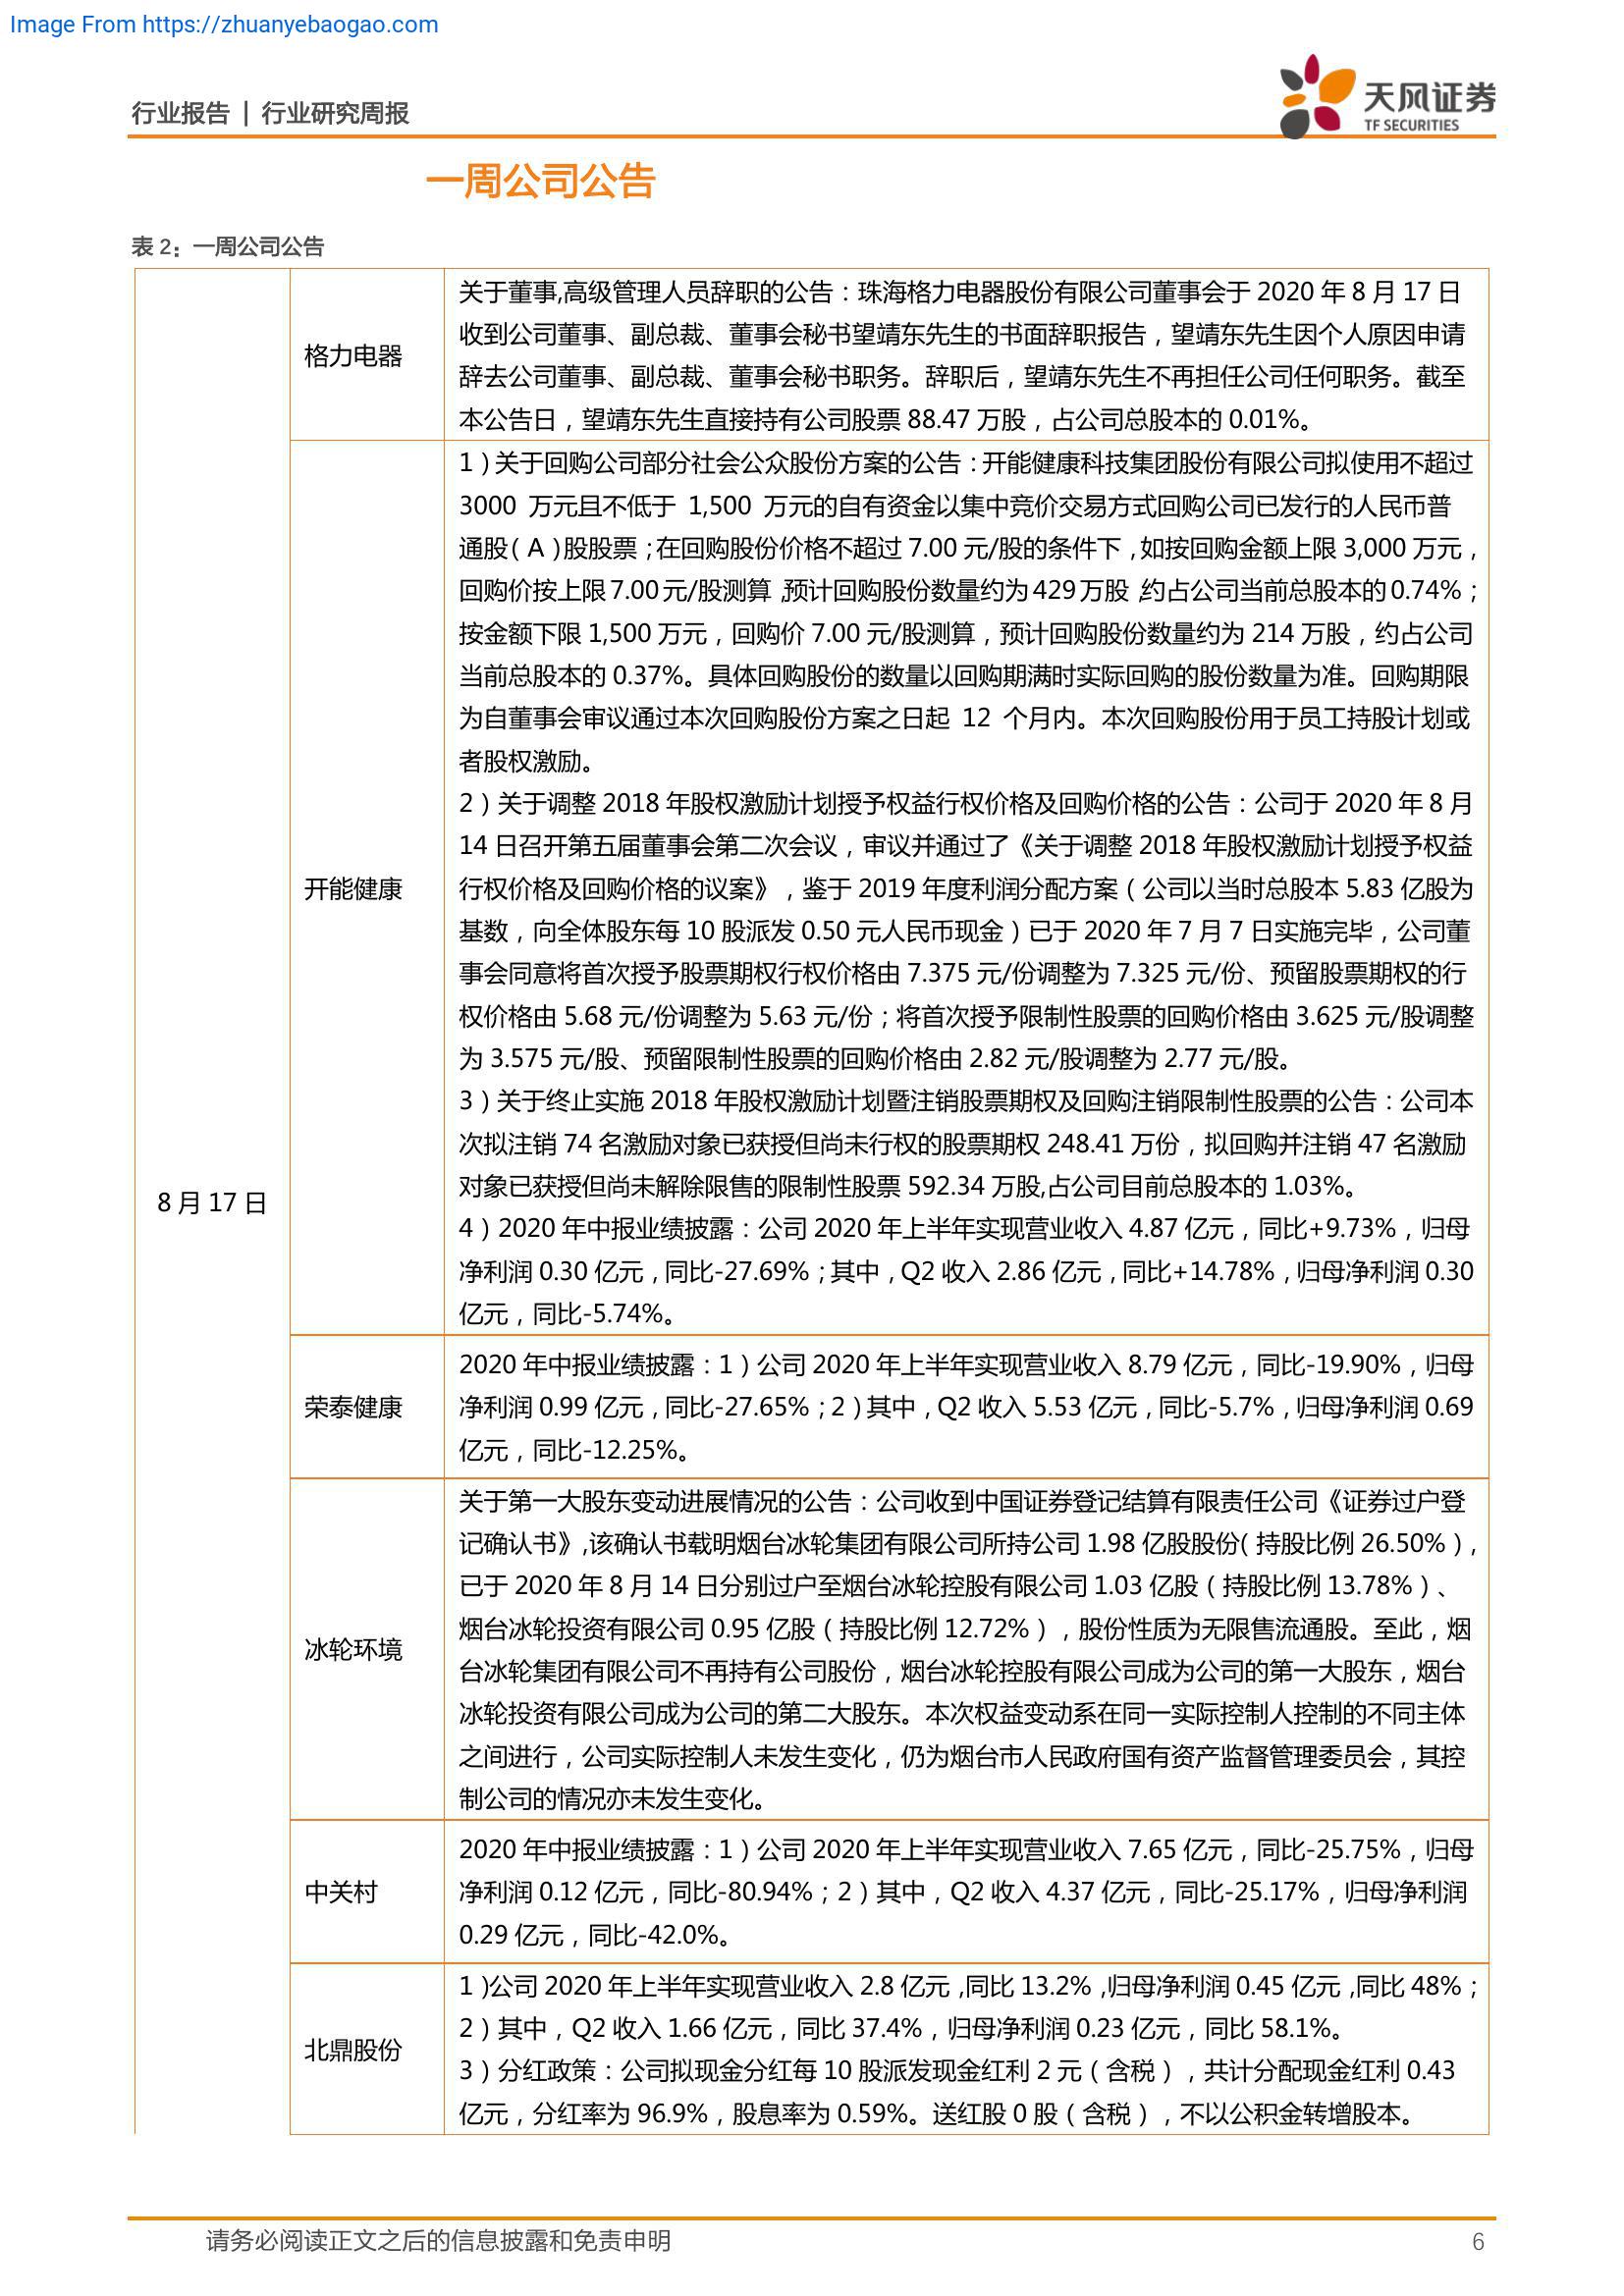 Image From https://zhuanyebaogao.com
行业报告 | 行业研究周报
天风证券
TF SECURITIES
一周公司公告
表 2：一周公司公告
8 月 17 日
格力电器
关于董事,高级管理人员辞职的公告：珠海格力电器股份有限公司董事会于 2020 年 8 月 17 日
收到公司董事、副总裁、董事会秘书望靖东先生的书面辞职报告，望靖东先生因个人原因申请
辞去公司董事、副总裁、董事会秘书职务。辞职后，望靖东先生不再担任公司任何职务。截至
本公告日，望靖东先生直接持有公司股票 88.47 万股，占公司总股本的 0.01%。
开能健康
1）关于回购公司部分社会公众股份方案的公告：开能健康科技集团股份有限公司拟使用不超过
3000 万元且不低于 1,500 万元的自有资金以集中竞价交易方式回购公司已发行的人民币普
通股（A）股股票；在回购股份价格不超过 7.00 元/股的条件下，如按回购金额上限 3,000 万元，
回购价按上限 7.00 元/股测算，预计回购股份数量约为 429 万股，约占公司当前总股本的 0.74%；
按金额下限 1,500 万元，回购价 7.00 元/股测算，预计回购股份数量约为 214 万股，约占公司
当前总股本的 0.37%。具体回购股份的数量以回购期满时实际回购的股份数量为准。回购期限
为自董事会审议通过本次回购股份方案之日起 12 个月内。本次回购股份用于员工持股计划或
者股权激励。
2）关于调整 2018 年股权激励计划授予权益行权价格及回购价格的公告：公司于 2020 年 8 月
14 日召开第五届董事会第二次会议，审议并通过了《关于调整 2018 年股权激励计划授予权益
行权价格及回购价格的议案》，鉴于 2019 年度利润分配方案（公司以当时总股本 5.83 亿股为
基数，向全体股东每 10 股派发 0.50 元人民币现金）已于 2020 年 7 月 7 日实施完毕，公司董
事会同意将首次授予股票期权行权价格由 7.375 元/份调整为 7.325 元/份、预留股票期权的行
权价格由 5.68 元/份调整为 5.63 元/份；将首次授予限制性股票的回购价格由 3.625 元/股调整
为 3.575 元/股、预留限制性股票的回购价格由 2.82 元/股调整为 2.77 元/股。
3）关于终止实施 2018 年股权激励计划暨注销股票期权及回购注销限制性股票的公告：公司本
次拟注销 74 名激励对象已获授但尚未行权的股票期权 248.41 万份，拟回购并注销 47 名激励
对象已获授但尚未解除限售的限制性股票 592.34 万股,占公司目前总股本的 1.03%。
4）2020 年中报业绩披露：公司 2020 年上半年实现营业收入 4.87 亿元，同比+9.73%，归母
净利润 0.30 亿元，同比-27.69%；其中，Q2 收入 2.86 亿元，同比+14.78%，归母净利润 0.30
亿元，同比-5.74%。
荣泰健康
2020 年中报业绩披露：1）公司 2020 年上半年实现营业收入 8.79 亿元，同比-19.90%，归母
净利润 0.99 亿元，同比-27.65%；2）其中，Q2 收入 5.53 亿元，同比-5.7%，归母净利润 0.69
亿元，同比-12.25%。
冰轮环境
关于第一大股东变动进展情况的公告：公司收到中国证券登记结算有限责任公司《证券过户登
记确认书》,该确认书载明烟台冰轮集团有限公司所持公司 1.98 亿股股份（持股比例 26.50%），
已于 2020 年 8 月 14 日分别过户至烟台冰轮控股有限公司 1.03 亿股（持股比例 13.78%）、
烟台冰轮投资有限公司 0.95 亿股（持股比例 12.72%），股份性质为无限售流通股。至此，烟
台冰轮集团有限公司不再持有公司股份，烟台冰轮控股有限公司成为公司的第一大股东，烟台
冰轮投资有限公司成为公司的第二大股东。本次权益变动系在同一实际控制人控制的不同主体
之间进行，公司实际控制人未发生变化，仍为烟台市人民政府国有资产监督管理委员会，其控
制公司的情况亦未发生变化。
中关村
2020 年中报业绩披露：1）公司 2020 年上半年实现营业收入 7.65 亿元，同比-25.75%，归母
净利润 0.12 亿元，同比-80.94%；2）其中，Q2 收入 4.37 亿元，同比-25.17%，归母净利润
0.29 亿元，同比-42.0%。
北鼎股份
1）公司 2020 年上半年实现营业收入 2.8 亿元，同比 13.2%，归母净利润 0.45 亿元，同比 48%；
2）其中，Q2 收入 1.66 亿元，同比 37.4%，归母净利润 0.23 亿元，同比 58.1%。
3）分红政策：公司拟现金分红每 10 股派发现金红利 2 元（含税），共计分配现金红利 0.43
亿元，分红率为 96.9%，股息率为 0.59%。送红股 0 股（含税），不以公积金转增股本。
请务必阅读正文之后的信息披露和免责申明
6